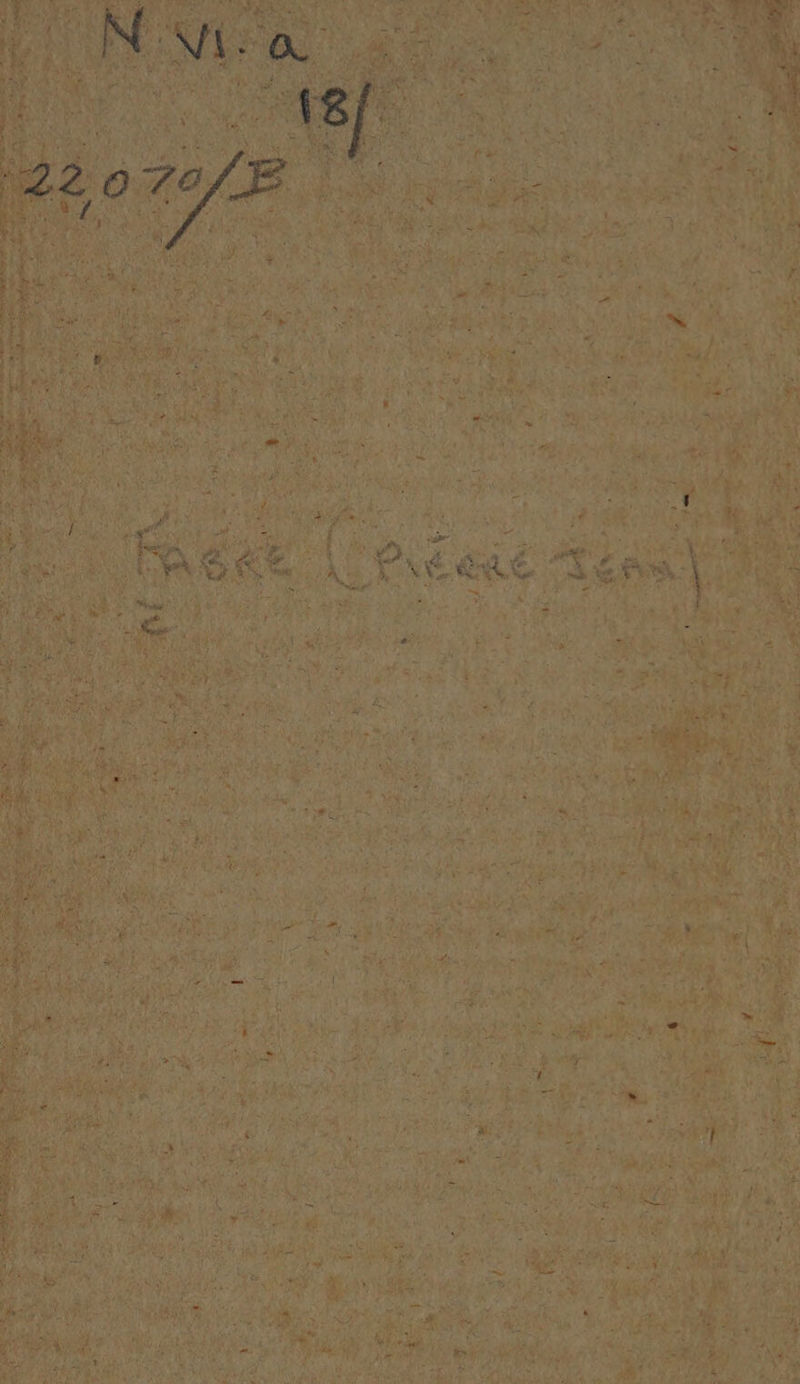 N VI. a
18/
22,070/B
FABRE (PIERRE JEAN)